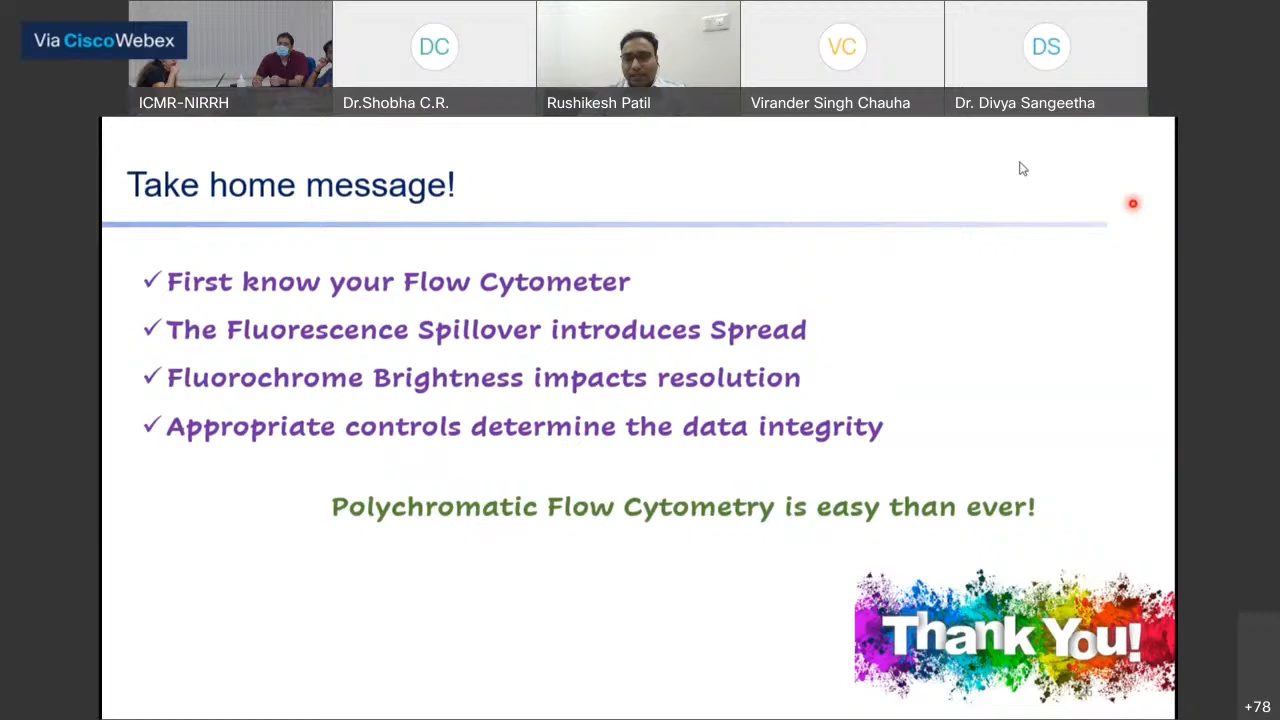 Via CiscoWebex
DC
VC
DS
ICMR-NIRRH
Dr.Shobha C.R.
Rushikesh Patil
Virander Singh Chauha
Dr. Divya Sangeetha
Take home message!
✓ First know your Flow Cytometer
✓ The Fluorescence Spillover introduces Spread
✓ Fluorochrome Brightness impacts resolution
✓ Appropriate controls determine the data integrity
Polychromatic Flow Cytometry is easy than ever!
Thank You!
+78